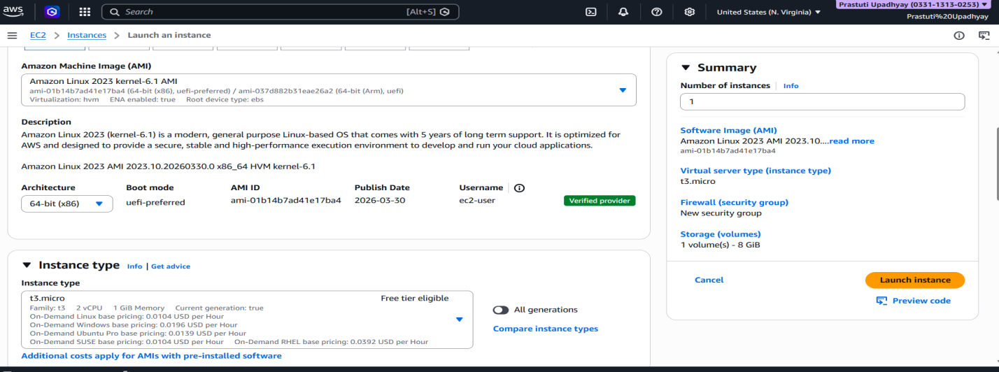 aws
Search
[Alt+S]
United States (N. Virginia)
Prastuti Upadhyay (0331-1313-0253)
Prastuti%20Upadhyay
EC2 > Instances > Launch an instance
Amazon Machine Image (AMI)
Amazon Linux 2023 kernel-6.1 AMI
ami-01b14b7ad41e17ba4 (64-bit (x86), uefi-preferred) / ami-037d882b31eae26a2 (64-bit (Arm), uefi)
Virtualization: hvm ENA enabled: true Root device type: ebs
Description
Amazon Linux 2023 (kernel-6.1) is a modern, general purpose Linux-based OS that comes with 5 years of long term support. It is optimized for
AWS and designed to provide a secure, stable and high-performance execution environment to develop and run your cloud applications.
Amazon Linux 2023 AMI 2023.10.20260330.0 x86_64 HVM kernel-6.1
Architecture Boot mode AMI ID Publish Date Username
64-bit (x86) uefi-preferred ami-01b14b7ad41e17ba4 2026-03-30 ec2-user Verified provider
Instance type Info | Get advice
Instance type
t3.micro Free tier eligible
Family: t3 2 vCPU 1 GiB Memory Current generation: true
On-Demand Linux base pricing: 0.0104 USD per Hour
On-Demand Windows base pricing: 0.0196 USD per Hour
On-Demand Ubuntu Pro base pricing: 0.0139 USD per Hour
On-Demand SUSE base pricing: 0.0104 USD per Hour On-Demand RHEL base pricing: 0.0392 USD per Hour
All generations
Compare instance types
Additional costs apply for AMIs with pre-installed software
Summary
Number of instances Info
1
Software Image (AMI)
Amazon Linux 2023 AMI 2023.10....read more
ami-01b14b7ad41e17ba4
Virtual server type (instance type)
t3.micro
Firewall (security group)
New security group
Storage (volumes)
1 volume(s) - 8 GiB
Cancel
Launch instance
Preview code